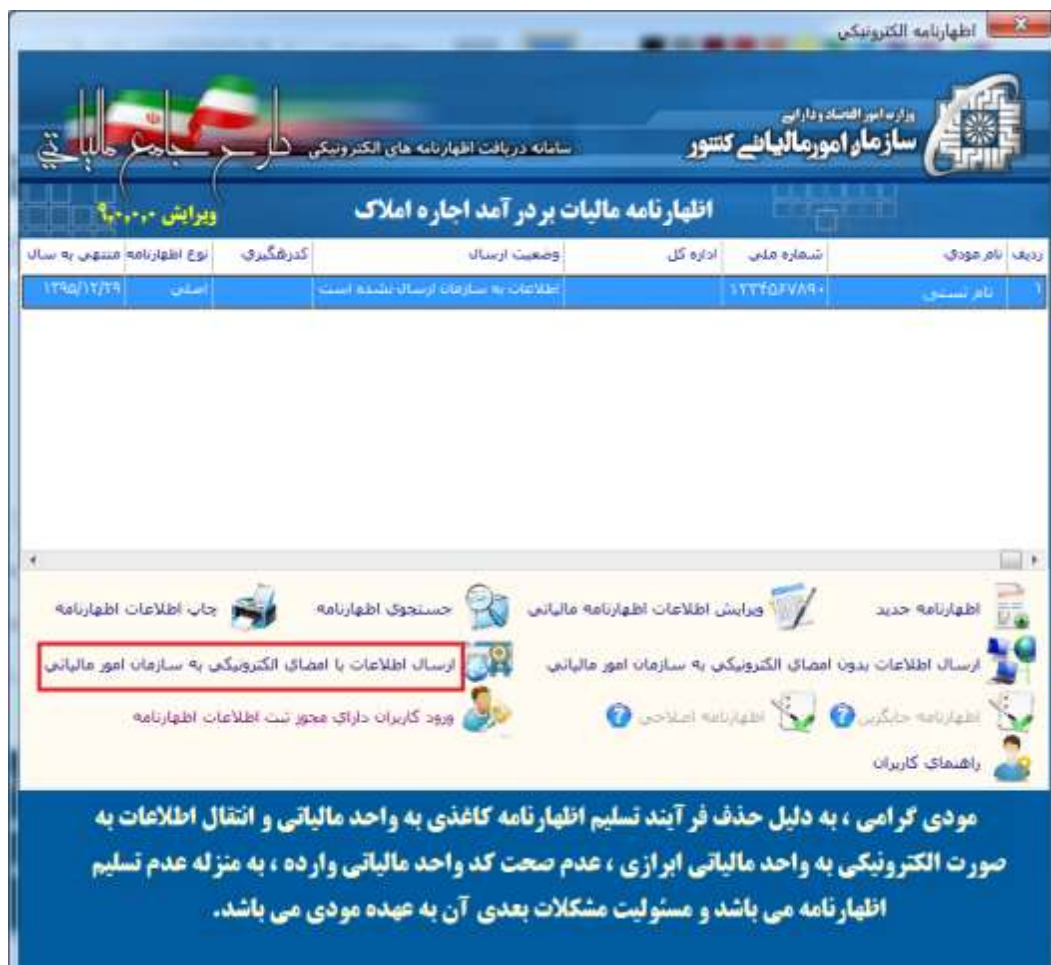 اظهارنامه الکترونیکی
وزارت امور اقتصاد و دارایی
سازمان امور مالیاتی کشور
سامانه دریافت اظهارنامه های الکترونیکی
طرح جامع مالیاتی
اظهارنامه مالیات بر درآمد اجاره املاک
ویرایش ۹,۰,۰,۰
ردیف نام مودی شماره ملی اداره کل وضعیت ارسال کدرهگیری نوع اظهارنامه منتهی به سال
۱ نام تستی ۱۲۳۴۵۶۷۸۹۰ اطلاعات به سازمان ارسال نشده است اصلی ۱۳۹۵/۱۲/۲۹
اظهارنامه جدید ویرایش اطلاعات اظهارنامه مالیاتی جستجوی اظهارنامه چاپ اطلاعات اظهارنامه
ارسال اطلاعات بدون امضای الکترونیکی به سازمان امور مالیاتی ارسال اطلاعات با امضای الکترونیکی به سازمان امور مالیاتی
اظهارنامه جایگزین ? اظهارنامه اصلاحی ? ورود کاربران دارای مجوز ثبت اطلاعات اظهارنامه
راهنمای کاربران
مودی گرامی ، به دلیل حذف فرآیند تسلیم اظهارنامه کاغذی به واحد مالیاتی و انتقال اطلاعات به
صورت الکترونیکی به واحد مالیاتی ابرازی ، عدم صحت کد واحد مالیاتی وارده ، به منزله عدم تسلیم
اظهارنامه می باشد و مسئولیت مشکلات بعدی آن به عهده مودی می باشد.